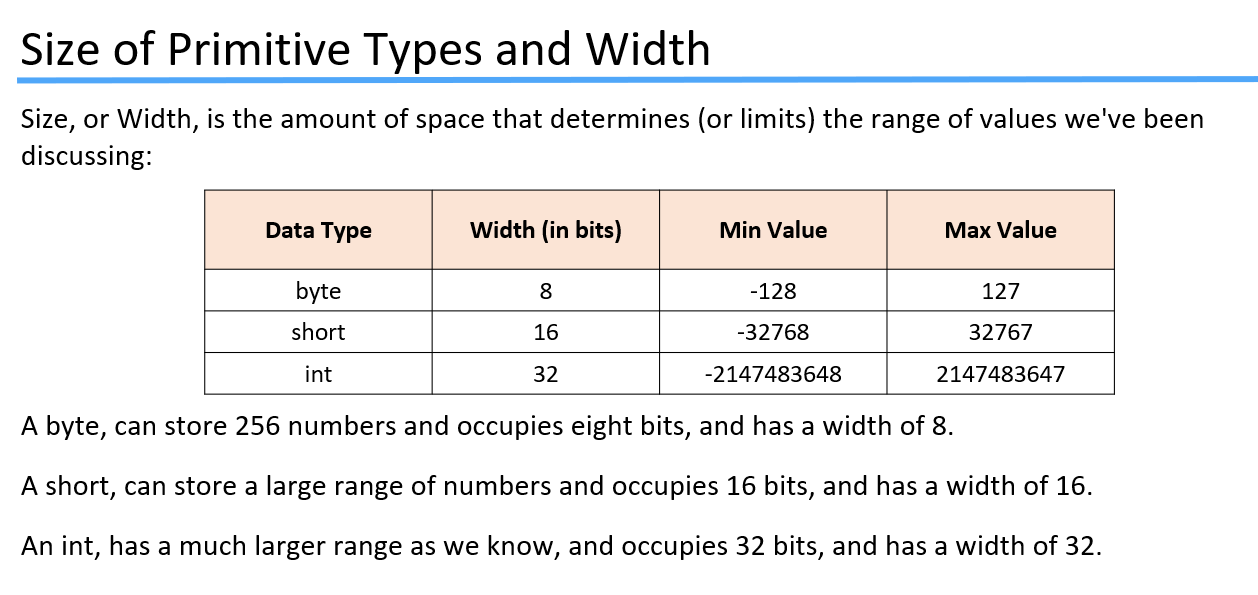 Size of Primitive Types and Width
Size, or Width, is the amount of space that determines (or limits) the range of values we've been
discussing:
Data Type Width (in bits) Min Value Max Value
byte 8 -128 127
short 16 -32768 32767
int 32 -2147483648 2147483647
A byte, can store 256 numbers and occupies eight bits, and has a width of 8.
A short, can store a large range of numbers and occupies 16 bits, and has a width of 16.
An int, has a much larger range as we know, and occupies 32 bits, and has a width of 32.